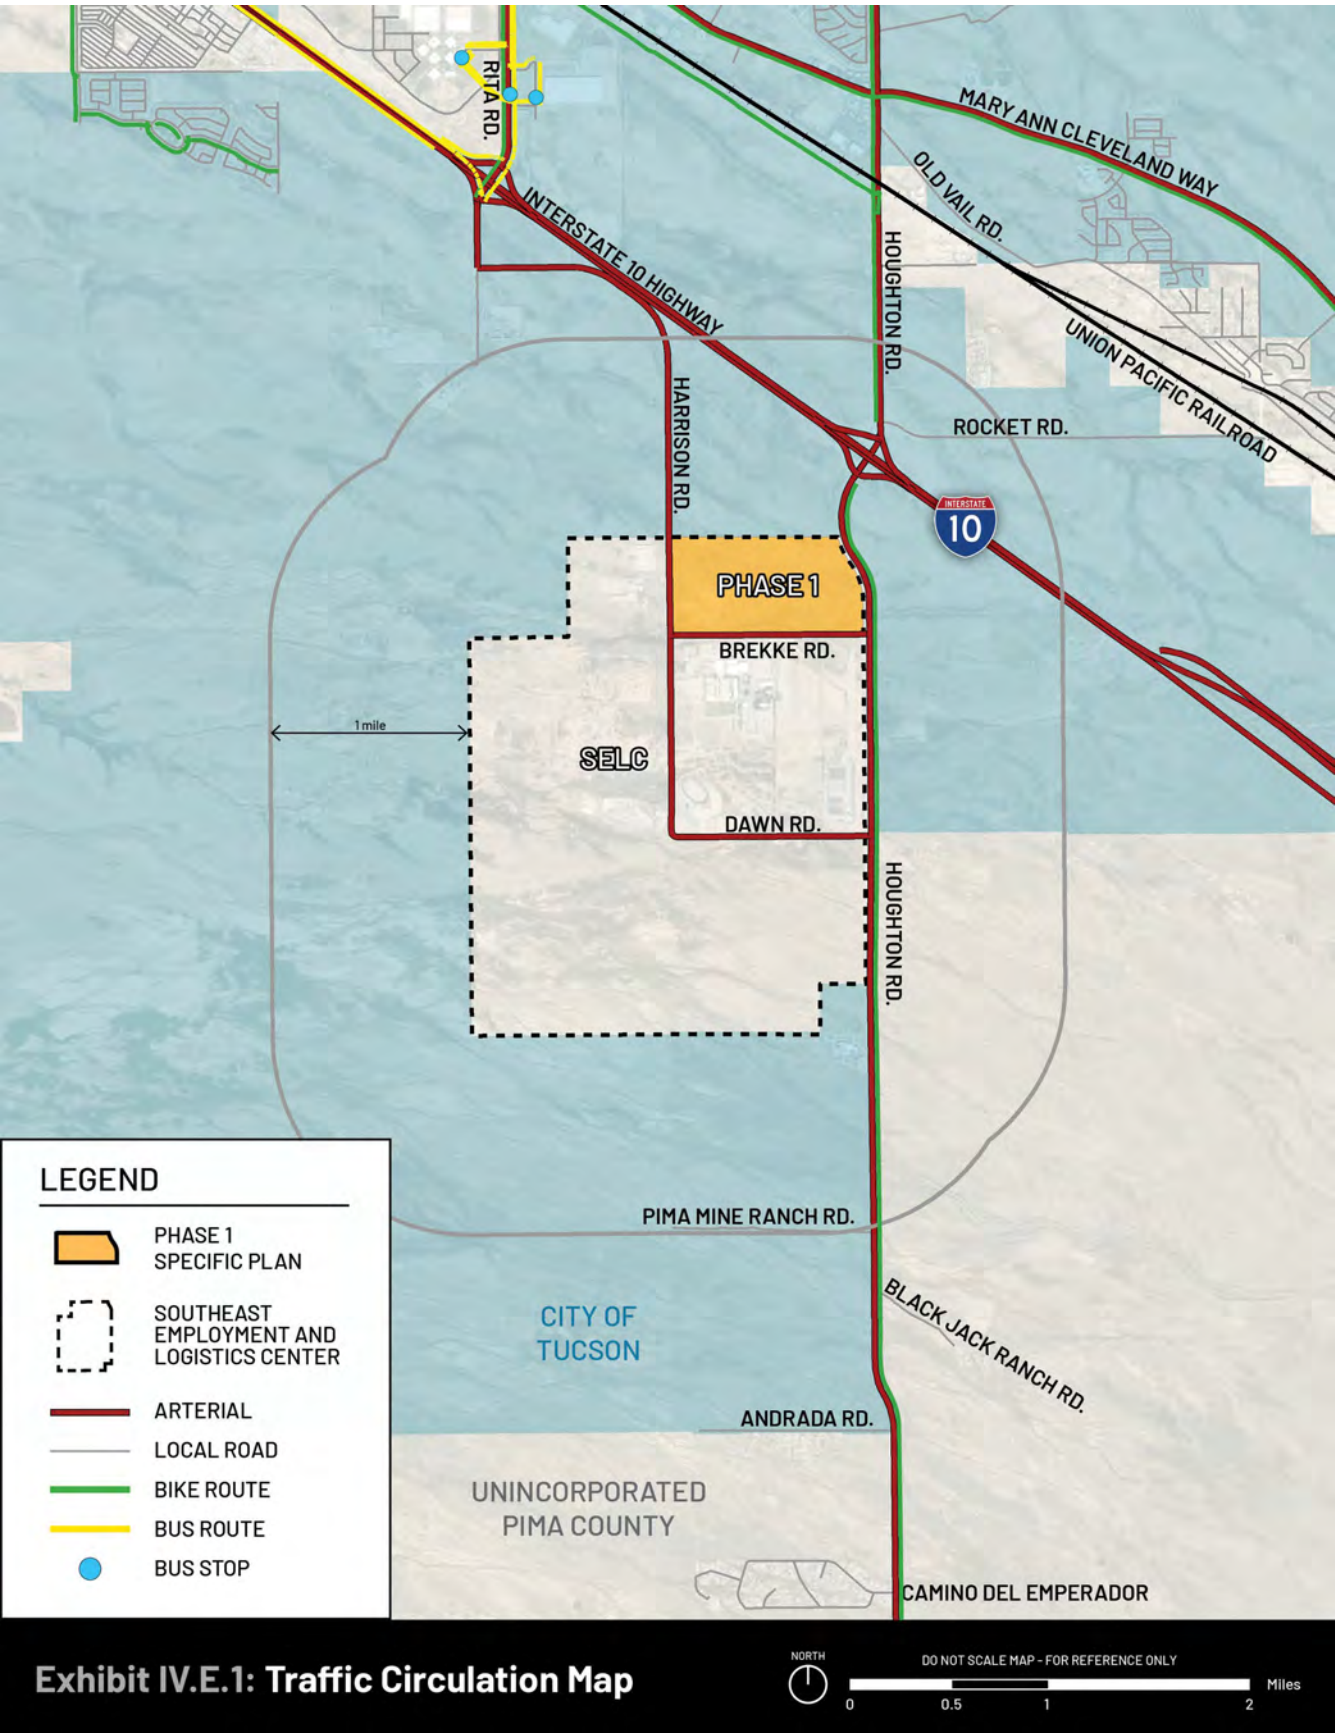 RITA RD.
MARY ANN CLEVELAND WAY
OLD VAIL RD.
INTERSTATE 10 HIGHWAY
HOUGHTON RD.
UNION PACIFIC RAILROAD
HARRISON RD.
ROCKET RD.
INTERSTATE
10
PHASE 1
BREKKE RD.
1 mile
SELC
DAWN RD.
HOUGHTON RD.
PIMA MINE RANCH RD.
BLACK JACK RANCH RD.
CITY OF
TUCSON
ANDRADA RD.
UNINCORPORATED
PIMA COUNTY
CAMINO DEL EMPERADOR
LEGEND
PHASE 1
SPECIFIC PLAN
SOUTHEAST
EMPLOYMENT AND
LOGISTICS CENTER
ARTERIAL
LOCAL ROAD
BIKE ROUTE
BUS ROUTE
BUS STOP
Exhibit IV.E.1: Traffic Circulation Map
NORTH
DO NOT SCALE MAP - FOR REFERENCE ONLY
Miles
0 0.5 1 2